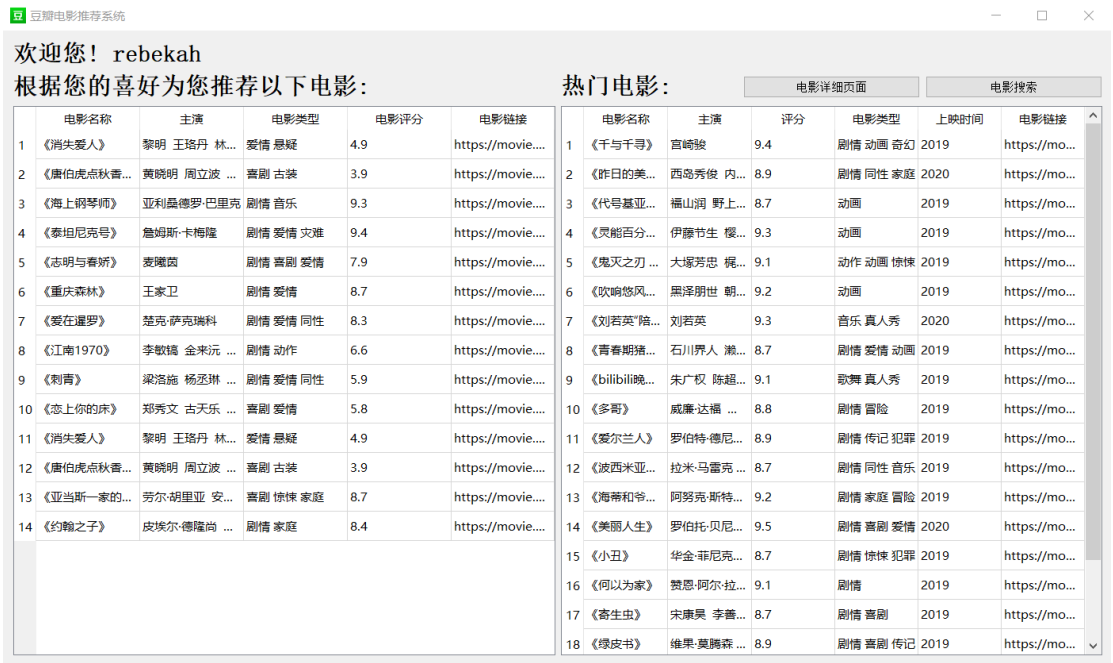 豆 豆瓣电影推荐系统
欢迎您！rebekah
根据您的喜好为您推荐以下电影：
电影名称 主演 电影类型 电影评分 电影链接
1 《消失爱人》 黎明 王珞丹 林... 爱情 悬疑 4.9 https://movie....
2 《唐伯虎点秋香... 黄晓明 周立波 ... 喜剧 古装 3.9 https://movie....
3 《海上钢琴师》 亚利桑德罗·巴里克 剧情 音乐 9.3 https://movie....
4 《泰坦尼克号》 詹姆斯·卡梅隆 剧情 爱情 灾难 9.4 https://movie....
5 《志明与春娇》 麦曦茵 剧情 喜剧 爱情 7.9 https://movie....
6 《重庆森林》 王家卫 剧情 爱情 8.7 https://movie....
7 《爱在暹罗》 楚克·萨克瑞科 剧情 爱情 同性 8.3 https://movie....
8 《江南1970》 李敏镐 金来沅 ... 剧情 动作 6.6 https://movie....
9 《刺青》 梁洛施 杨丞琳 ... 剧情 爱情 同性 5.9 https://movie....
10 《恋上你的床》 郑秀文 古天乐 ... 喜剧 爱情 5.8 https://movie....
11 《消失爱人》 黎明 王珞丹 林... 爱情 悬疑 4.9 https://movie....
12 《唐伯虎点秋香... 黄晓明 周立波 ... 喜剧 古装 3.9 https://movie....
13 《亚当斯一家的... 劳尔·胡里亚 安... 喜剧 惊悚 家庭 8.7 https://movie....
14 《约翰之子》 皮埃尔·德隆尚 ... 剧情 家庭 8.4 https://movie....
热门电影： 电影详细页面 电影搜索
电影名称 主演 评分 电影类型 上映时间 电影链接
1 《千与千寻》 宫崎骏 9.4 剧情 动画 奇幻 2019 https://mo...
2 《昨日的美... 西岛秀俊 内... 8.9 剧情 同性 家庭 2020 https://mo...
3 《代号基亚... 福山润 野上... 8.7 动画 2019 https://mo...
4 《灵能百分... 伊藤节生 樱... 9.3 动画 2019 https://mo...
5 《鬼灭之刃 ... 大塚芳忠 梶... 9.1 动作 动画 惊悚 2019 https://mo...
6 《吹响悠风... 黑泽朋世 朝... 9.2 动画 2019 https://mo...
7 《刘若英“陪... 刘若英 9.3 音乐 真人秀 2020 https://mo...
8 《青春期猪... 石川界人 濑... 8.7 剧情 爱情 动画 2019 https://mo...
9 《bilibili晚... 朱广权 陈超... 9.1 歌舞 真人秀 2019 https://mo...
10 《多哥》 威廉·达福 ... 8.8 剧情 冒险 2019 https://mo...
11 《爱尔兰人》 罗伯特·德尼... 8.9 剧情 传记 犯罪 2019 https://mo...
12 《波西米亚... 拉米·马雷克 ... 8.7 剧情 同性 音乐 2019 https://mo...
13 《海蒂和爷... 阿努克·斯特... 9.2 剧情 家庭 冒险 2019 https://mo...
14 《美丽人生》 罗伯托·贝尼... 9.5 剧情 喜剧 爱情 2020 https://mo...
15 《小丑》 华金·菲尼克... 8.7 剧情 惊悚 犯罪 2019 https://mo...
16 《何以为家》 赞恩·阿尔·拉... 9.1 剧情 2019 https://mo...
17 《寄生虫》 宋康昊 李善... 8.7 剧情 喜剧 2019 https://mo...
18 《绿皮书》 维果·莫腾森 ... 8.9 剧情 喜剧 传记 2019 https://mo...